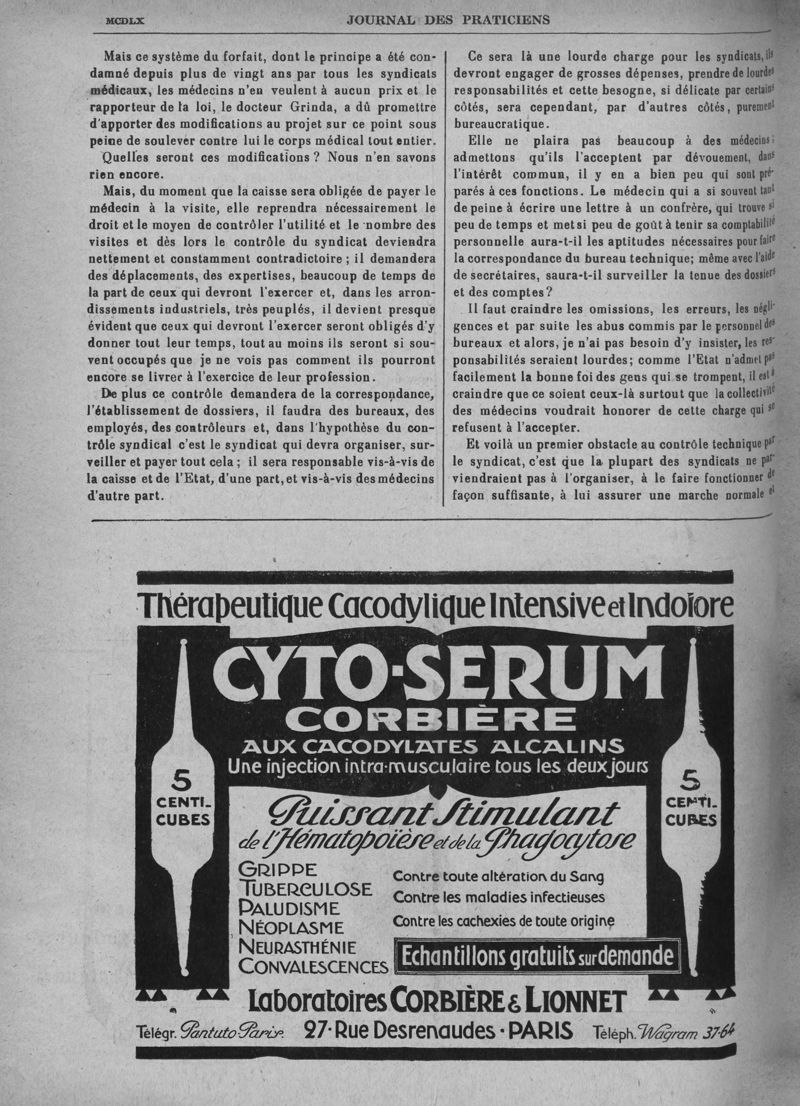 MCDLX
JOURNAL DES PRATICIENS
Mais ce système du forfait, dont le principe a été con-
damné depuis plus de vingt ans par tous les syndicats
médicaux, les médecins n'en veulent à aucun prix et le
rapporteur de la loi, le docteur Grinda, a dû promettre
d'apporter des modifications au projet sur ce point sous
peine de soulever contre lui le corps médical tout entier.
Quelles seront ces modifications ? Nous n'en savons
rien encore.
Mais, du moment que la caisse sera obligée de payer le
médecin à la visite, elle reprendra nécessairement le
droit et le moyen de contrôler l'utilité et le nombre des
visites et dès lors le contrôle du syndicat deviendra
nettement et constamment contradictoire ; il demandera
des déplacements, des expertises, beaucoup de temps de
la part de ceux qui devront l'exercer et, dans les arron-
dissements industriels, très peuplés, il devient presque
évident que ceux qui devront l'exercer seront obligés d'y
donner tout leur temps, tout au moins ils seront si sou-
vent occupés que je ne vois pas comment ils pourront
encore se livrer à l'exercice de leur profession.
De plus ce contrôle demandera de la correspondance,
l'établissement de dossiers, il faudra des bureaux, des
employés, des contrôleurs et, dans l'hypothèse du con-
trôle syndical c'est le syndicat qui devra organiser, sur-
veiller et payer tout cela ; il sera responsable vis-à-vis de
la caisse et de l'Etat, d'une part, et vis-à-vis des médecins
d'autre part.
Ce sera là une lourde charge pour les syndicats, ils
devront engager de grosses dépenses, prendre de lourdes
responsabilités et cette besogne, si délicate par certains
côtés, sera cependant, par d'autres côtés, purement
bureaucratique.
Elle ne plaira pas beaucoup à des médecins ;
admettons qu'ils l'acceptent par dévouement, dans
l'intérêt commun, il y en a bien peu qui sont pré-
parés à ces fonctions. Le médecin qui a si souvent tant
de peine à écrire une lettre à un confrère, qui trouve si
peu de temps et met si peu de goût à tenir sa comptabilité
personnelle aura-t-il les aptitudes nécessaires pour faire
la correspondance du bureau technique; même avec l'aide
de secrétaires, saura-t-il surveiller la tenue des dossiers
et des comptes ?
Il faut craindre les omissions, les erreurs, les négli-
gences et par suite les abus commis par le personnel des
bureaux et alors, je n'ai pas besoin d'y insister, les res-
ponsabilités seraient lourdes; comme l'Etat n'admet pas
facilement la bonne foi des gens qui se trompent, il est à
craindre que ce soient ceux-là surtout que la collectivité
des médecins voudrait honorer de cette charge qui se
refusent à l'accepter.
Et voilà un premier obstacle au contrôle technique par
le syndicat, c'est que la plupart des syndicats ne par-
viendraient pas à l'organiser, à le faire fonctionner de
façon suffisante, à lui assurer une marche normale et
Thérapeutique Cacodylique Intensive et Indolore
CYTO-SERUM
CORBIÈRE
AUX CACODYLATES ALCALINS
Une injection intra-musculaire tous les deux jours
5
CENTI-
CUBES
5
CENTI-
CUBES
Puissant Stimulant
de l'Hématopoïèse et de la Phagocytose
GRIPPE
TUBERCULOSE
PALUDISME
NÉOPLASME
NEURASTHÉNIE
CONVALESCENCES
Contre toute altération du Sang
Contre les maladies infectieuses
Contre les cachexies de toute origine
Echantillons gratuits sur demande
Laboratoires CORBIÈRE & LIONNET
Télégr. Pantuto-Paris. 27·Rue Desrenaudes·PARIS Téléph. Wagram 37-64